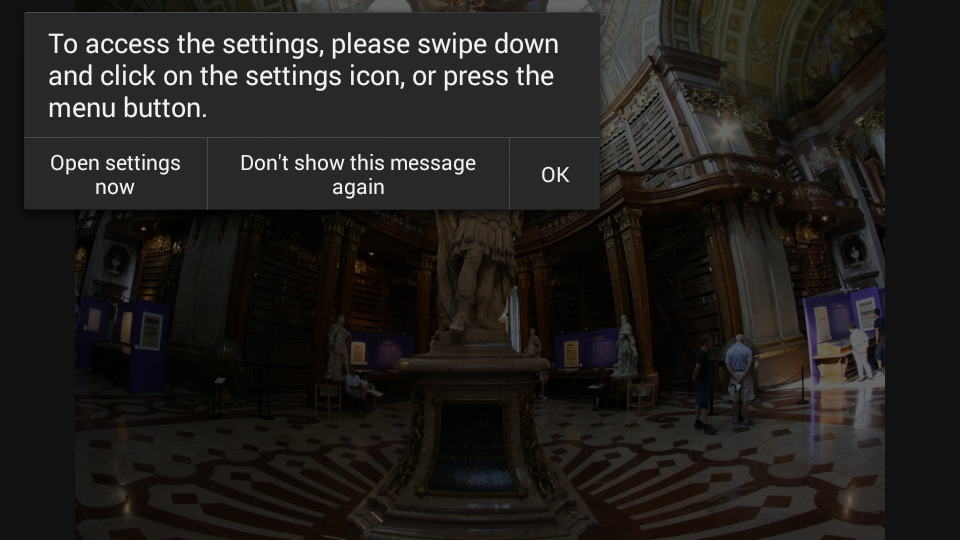 To access the settings, please swipe down
and click on the settings icon, or press the
menu button.
Open settings
now
Don't show this message
again
OK